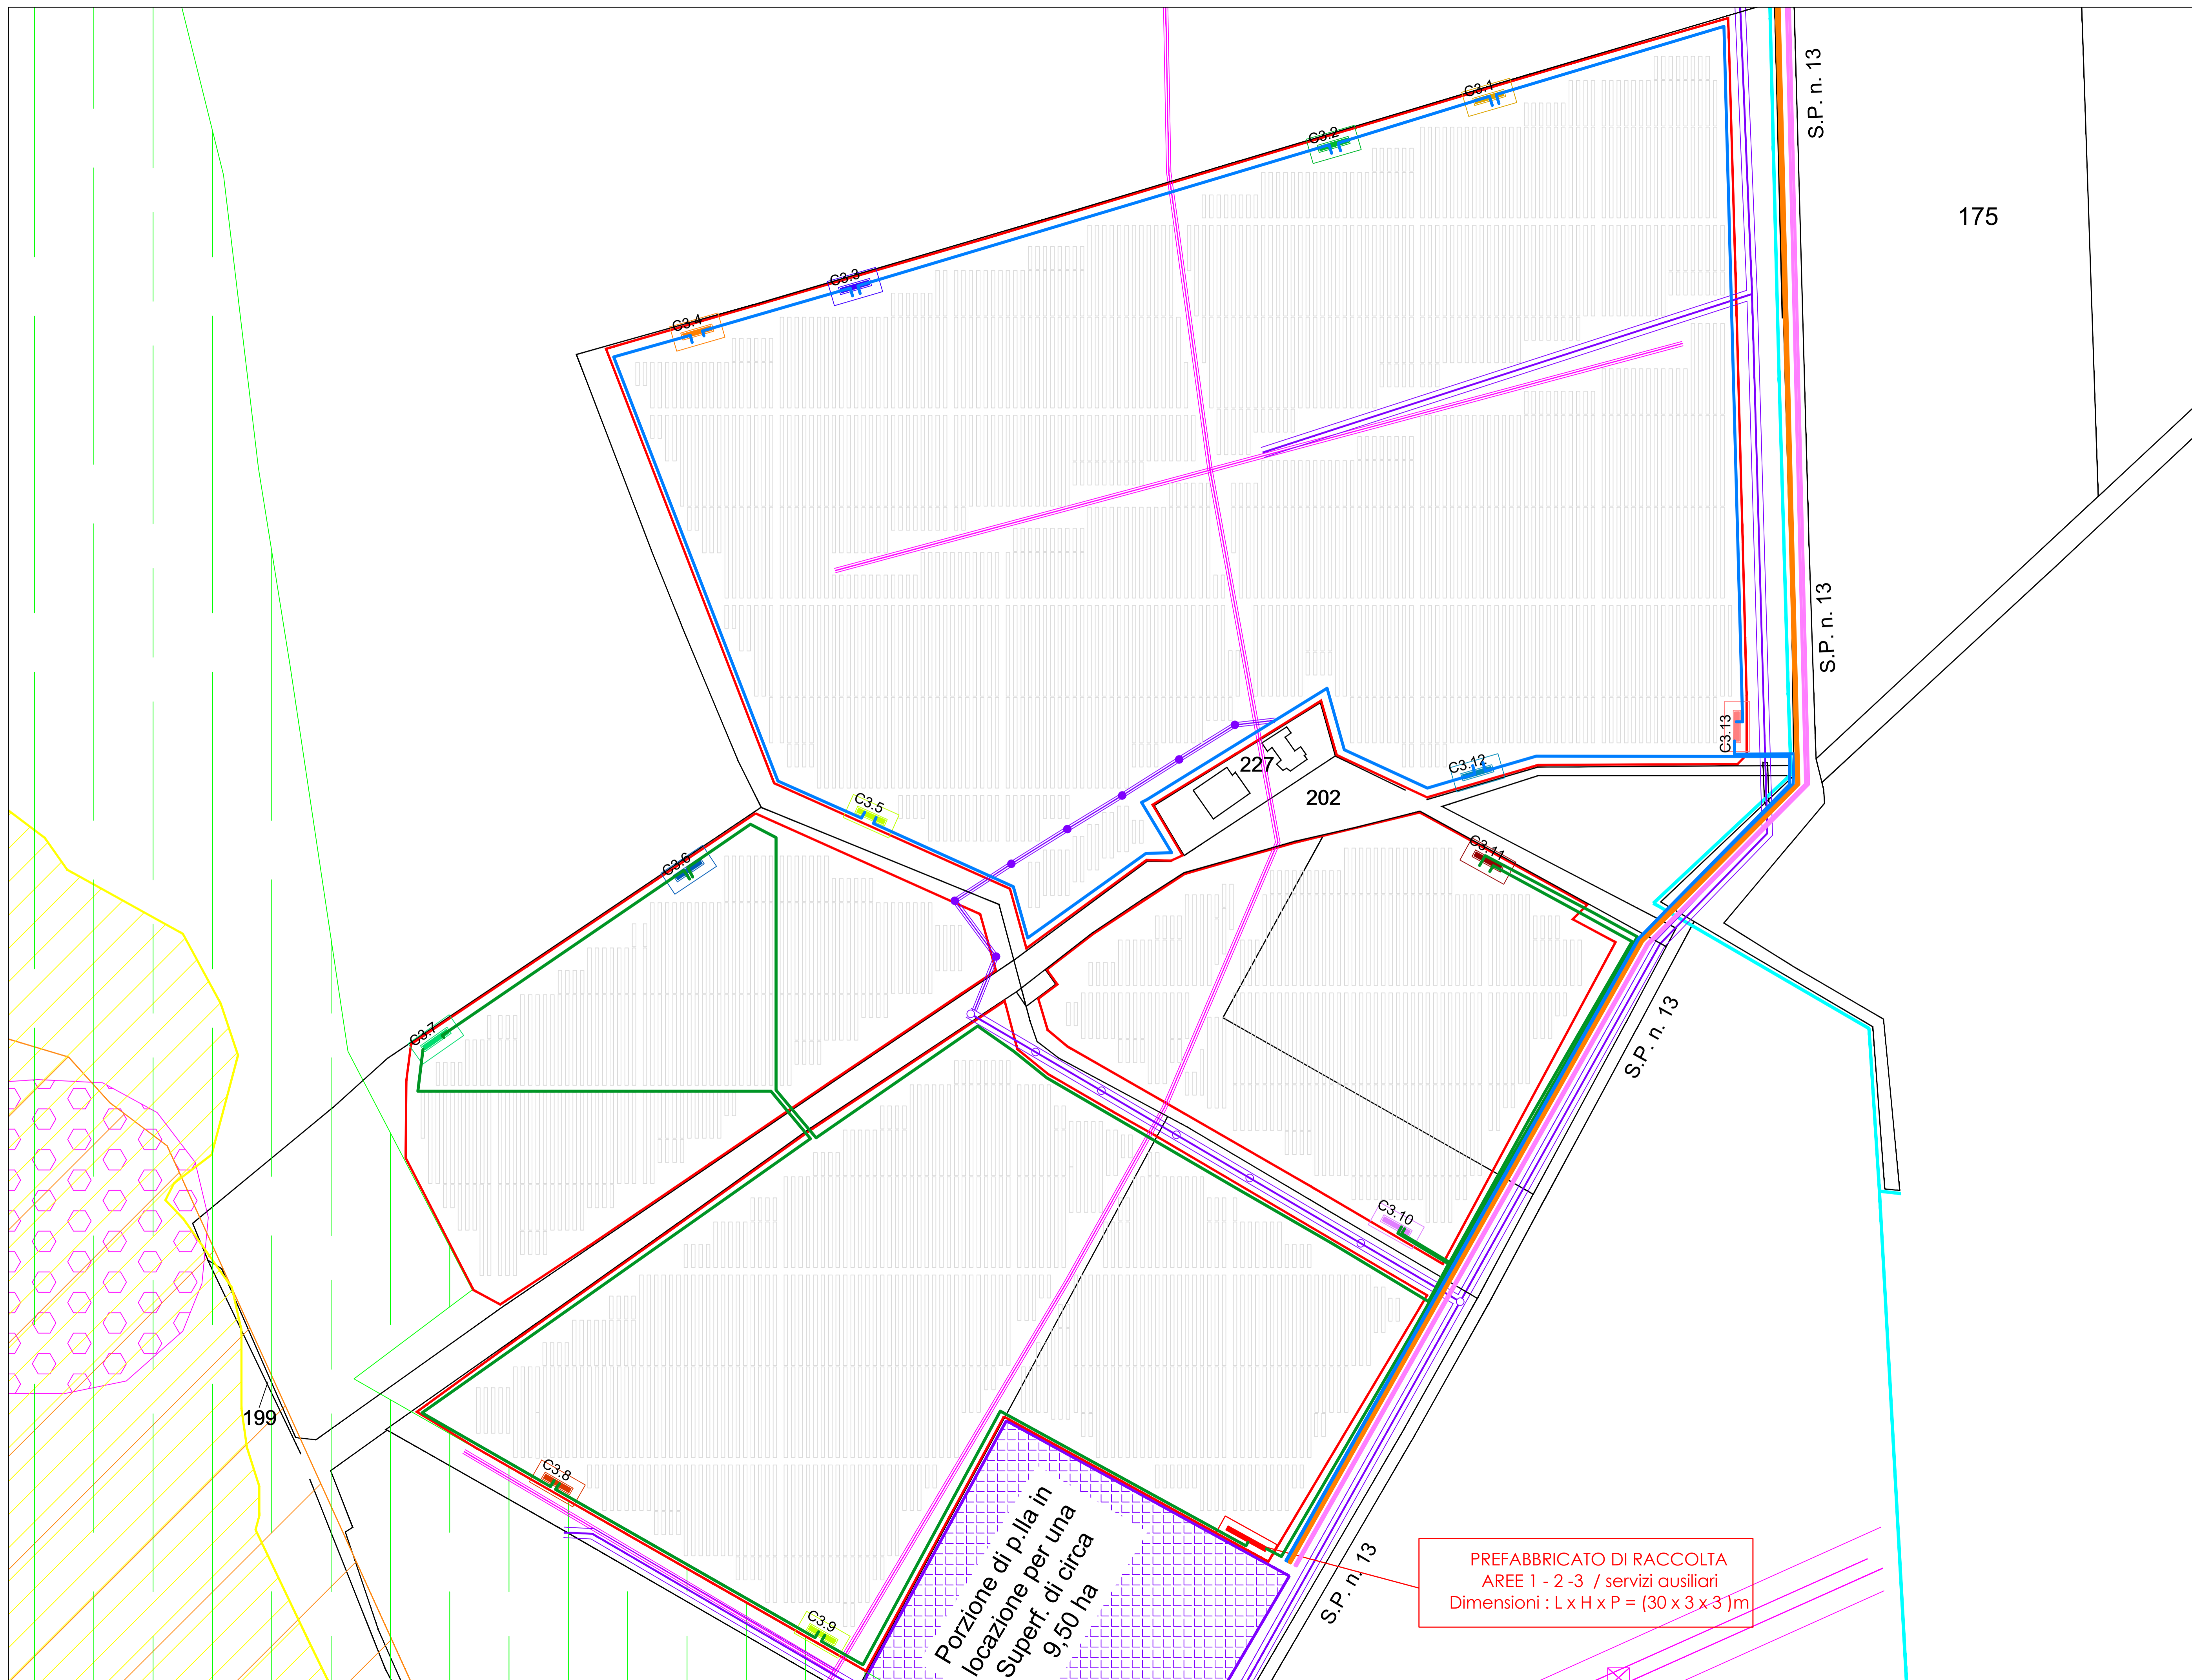 S.P. n. 13
C3.1
C3.2
175
C3.3
C3.4
S.P. n. 13
C3.13
227
C3.12
202
C3.5
C3.11
C3.6
C3.7
S.P. n. 13
C3.10
199
C3.8
Porzione di p.lla in
locazione per una
Superf. di circa
9,50 ha
S.P. n. 13
PREFABBRICATO DI RACCOLTA
AREE 1 - 2 -3 / servizi ausiliari
Dimensioni : L x H x P = (30 x 3 x 3 )m
C3.9